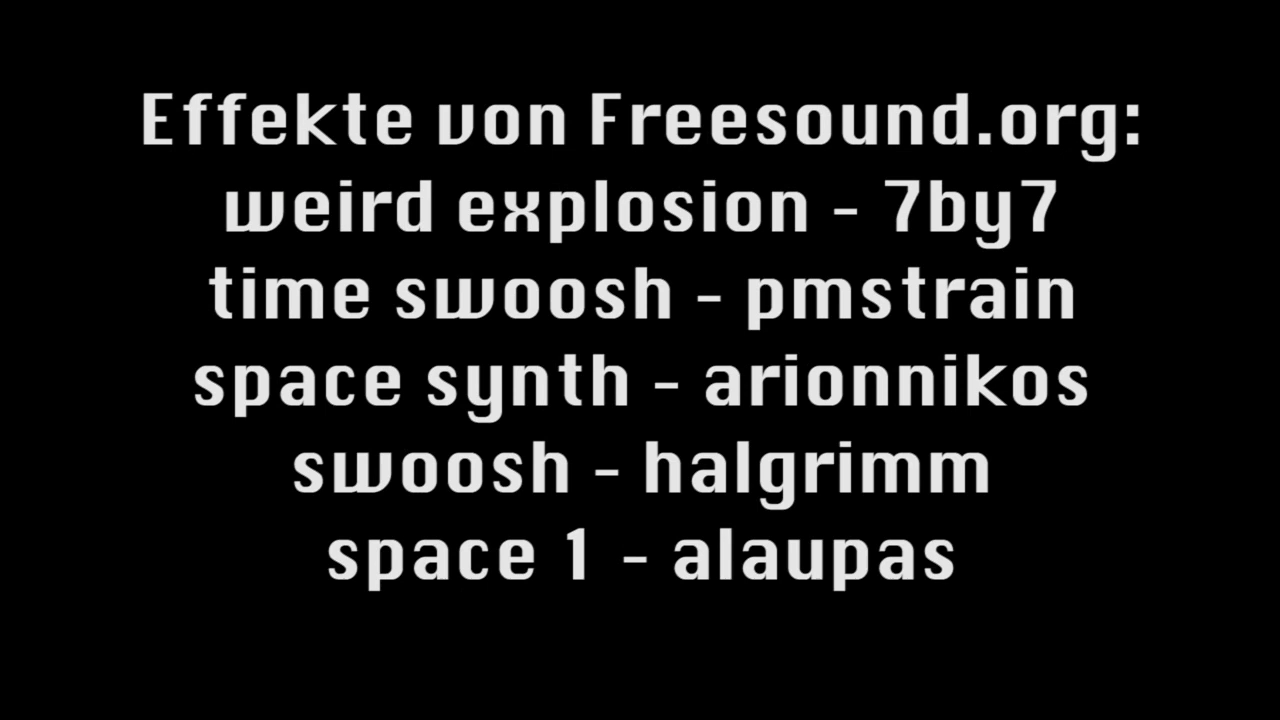 Effekte von Freesound.org:
weird explosion - 7by7
time swoosh - pmstrain
space synth - arionnikos
swoosh - halgrimm
space 1 - alaupas